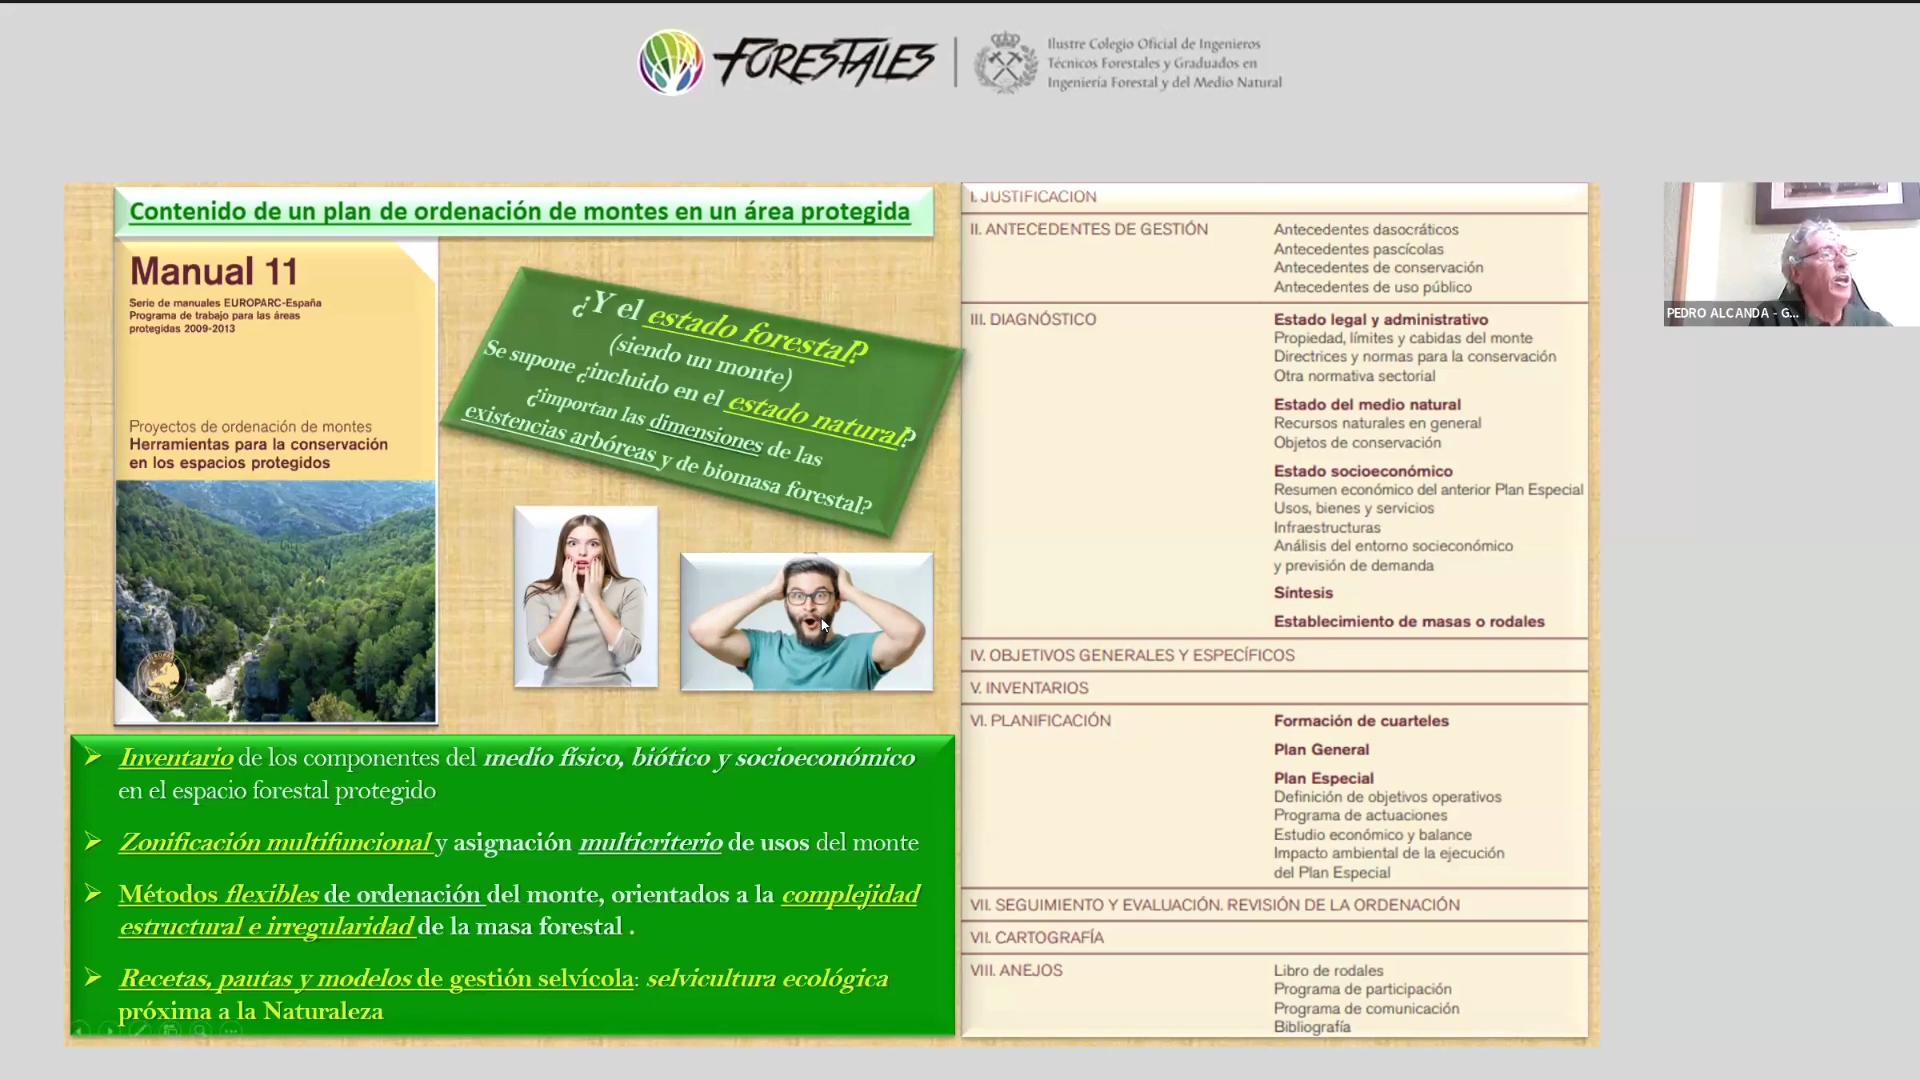 FORESTALES
Ilustre Colegio Oficial de Ingenieros
Técnicos Forestales y Graduados en
Ingeniería Forestal y del Medio Natural
Contenido de un plan de ordenación de montes en un área protegida
Manual 11
Serie de manuales EUROPARC-España
Programa de trabajo para las áreas
protegidas 2009-2013
Proyectos de ordenación de montes
Herramientas para la conservación
en los espacios protegidos
¿Y el estado forestal?
(siendo un monte)
Se supone ¿incluido en el estado natural?
¿importan las dimensiones de las
existencias arbóreas y de biomasa forestal?
➢ Inventario de los componentes del medio físico, biótico y socioeconómico
en el espacio forestal protegido
➢ Zonificación multifuncional y asignación multicriterio de usos del monte
➢ Métodos flexibles de ordenación del monte, orientados a la complejidad
estructural e irregularidad de la masa forestal .
➢ Recetas, pautas y modelos de gestión selvícola: selvicultura ecológica
próxima a la Naturaleza
I. JUSTIFICACION
II. ANTECEDENTES DE GESTIÓN
Antecedentes dasocráticos
Antecedentes pascícolas
Antecedentes de conservación
Antecedentes de uso público
III. DIAGNÓSTICO
Estado legal y administrativo
Propiedad, límites y cabidas del monte
Directrices y normas para la conservación
Otra normativa sectorial
Estado del medio natural
Recursos naturales en general
Objetos de conservación
Estado socioeconómico
Resumen económico del anterior Plan Especial
Usos, bienes y servicios
Infraestructuras
Análisis del entorno socioeconómico
y previsión de demanda
Síntesis
Establecimiento de masas o rodales
IV. OBJETIVOS GENERALES Y ESPECÍFICOS
V. INVENTARIOS
VI. PLANIFICACIÓN
Formación de cuarteles
Plan General
Plan Especial
Definición de objetivos operativos
Programa de actuaciones
Estudio económico y balance
Impacto ambiental de la ejecución
del Plan Especial
VII. SEGUIMIENTO Y EVALUACIÓN. REVISIÓN DE LA ORDENACIÓN
VII. CARTOGRAFÍA
VIII. ANEJOS
Libro de rodales
Programa de participación
Programa de comunicación
Bibliografía
PEDRO ALCANDA - G...